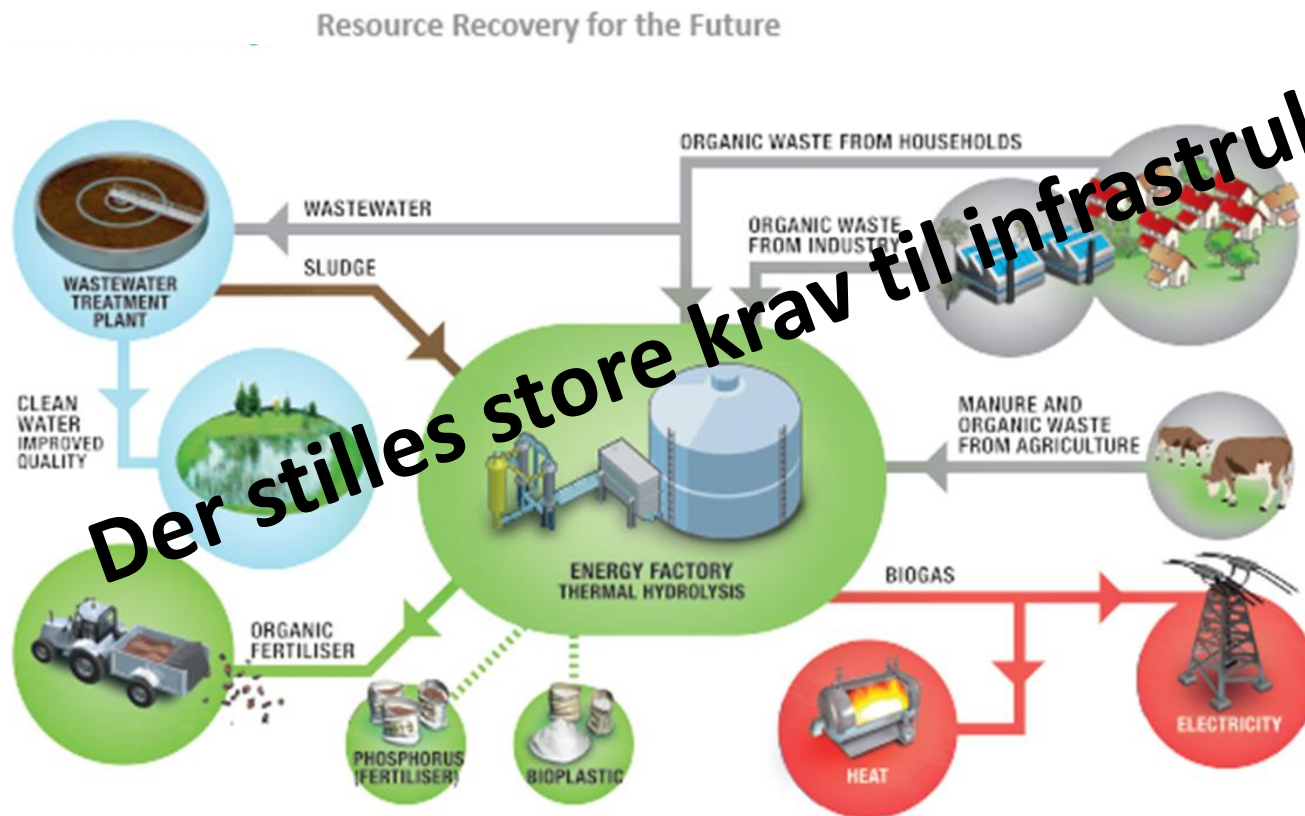 Resource Recovery for the Future
ORGANIC WASTE FROM HOUSEHOLDS
WASTEWATER
ORGANIC WASTE
FROM INDUSTRY
SLUDGE
WASTEWATER
TREATMENT
PLANT
CLEAN
WATER
IMPROVED
QUALITY
MANURE AND
ORGANIC WASTE
FROM AGRICULTURE
Der stilles store krav til
ENERGY FACTORY
THERMAL HYDROLYSIS
BIOGAS
ORGANIC
FERTILISER
PHOSPHORUS
(FERTILISER)
BIOPLASTIC
HEAT
ELECTRICITY